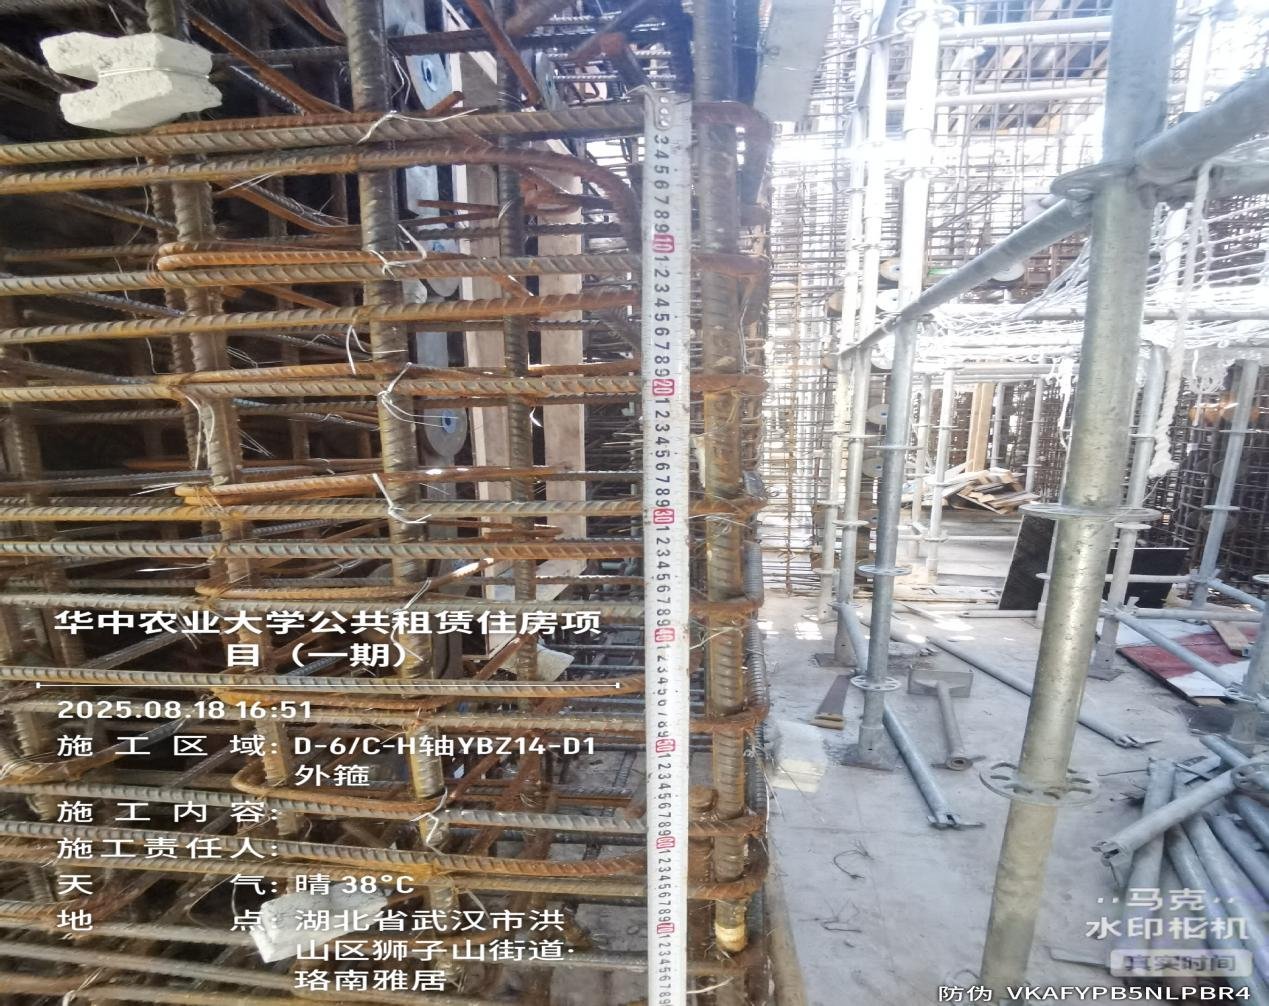 华中农业大学公共租赁住房项
目（一期）
2025.08.18 16:51
施工区域：D-6/C-H轴YBZ14-D1
外箍
施工内容：
施工责任人：
天气：晴 38°C
地点：湖北省武汉市洪
山区狮子山街道·
珞南雅居
马克
水印相机
真实时间
防伪 VKAFYPB5NLPBR4